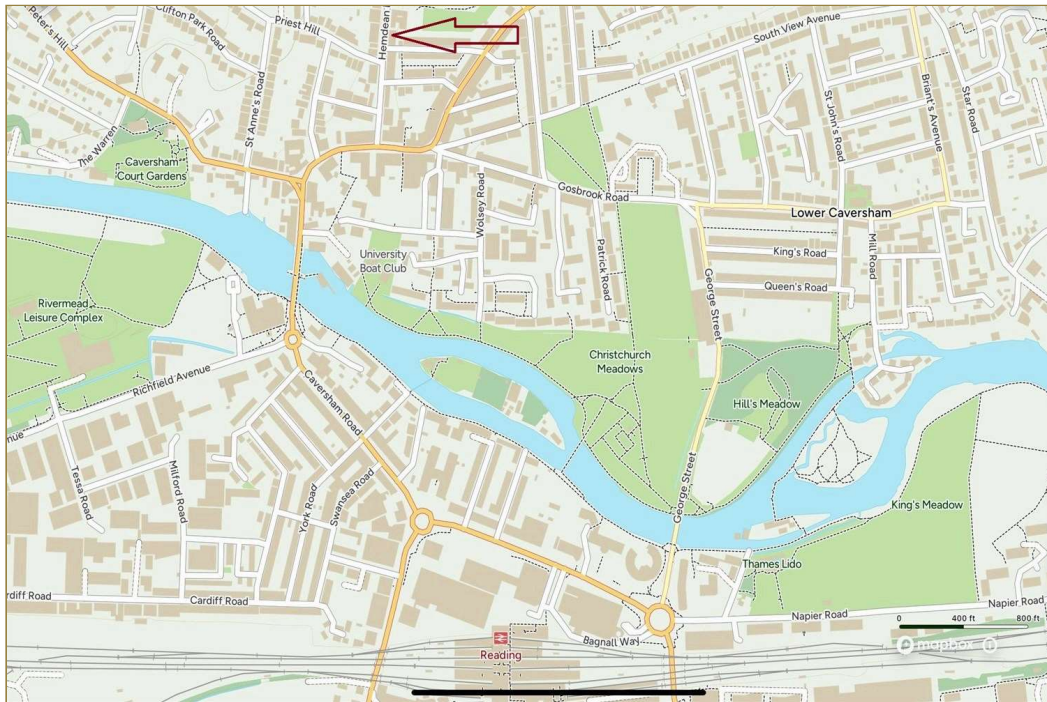 Peter's Hill
Clifton Park Road
Priest Hill
Hemdean
South View Avenue
St Anne's Road
Briant's Avenue
Star Road
St John's Road
The Warren
Caversham
Court Gardens
Wolsey Road
Gosbrook Road
Lower Caversham
University
Boat Club
Patrick Road
King's Road
Mill Road
Queen's Road
George Street
Rivermead
Leisure Complex
Christchurch
Meadows
Richfield Avenue
Caversham Road
Hill's Meadow
nue
Tessa Road
Milford Road
York Road
Swansea Road
George Street
King's Meadow
Thames Lido
rdiff Road
Cardiff Road
Napier Road
Napier Road
0 400 ft 800 ft
Bagnall Way
mapbox
Reading